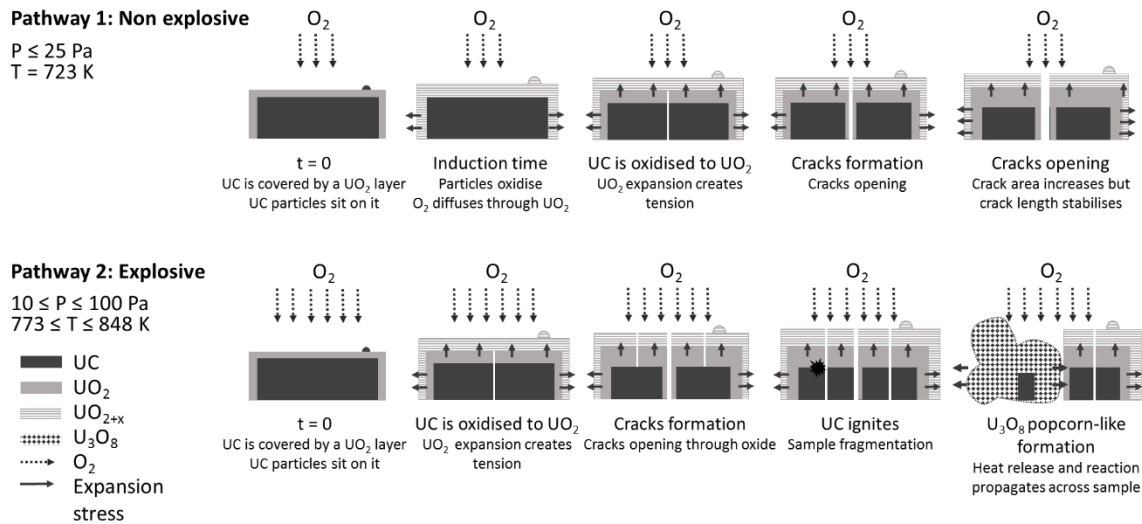 Pathway 1: Non explosive
P ≤ 25 Pa
T = 723 K
O₂
O₂
O₂
O₂
O₂
t = 0
UC is covered by a UO₂ layer
UC particles sit on it
Induction time
Particles oxidise
O₂ diffuses through UO₂
UC is oxidised to UO₂
UO₂ expansion creates
tension
Cracks formation
Cracks opening
Cracks opening
Crack area increases but
crack length stabilises
Pathway 2: Explosive
10 ≤ P ≤ 100 Pa
773 ≤ T ≤ 848 K
UC
UO₂
UO₂₊ₓ
U₃O₈
O₂
Expansion
stress
O₂
O₂
O₂
O₂
O₂
t = 0
UC is covered by a UO₂ layer
UC particles sit on it
UC is oxidised to UO₂
UO₂ expansion creates
tension
Cracks formation
Cracks opening through oxide
UC ignites
Sample fragmentation
U₃O₈ popcorn-like
formation
Heat release and reaction
propagates across sample